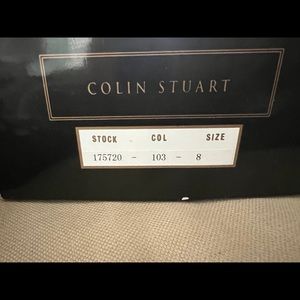 COLIN STUART
STOCK - COL SIZE
175720 - 103 - 8